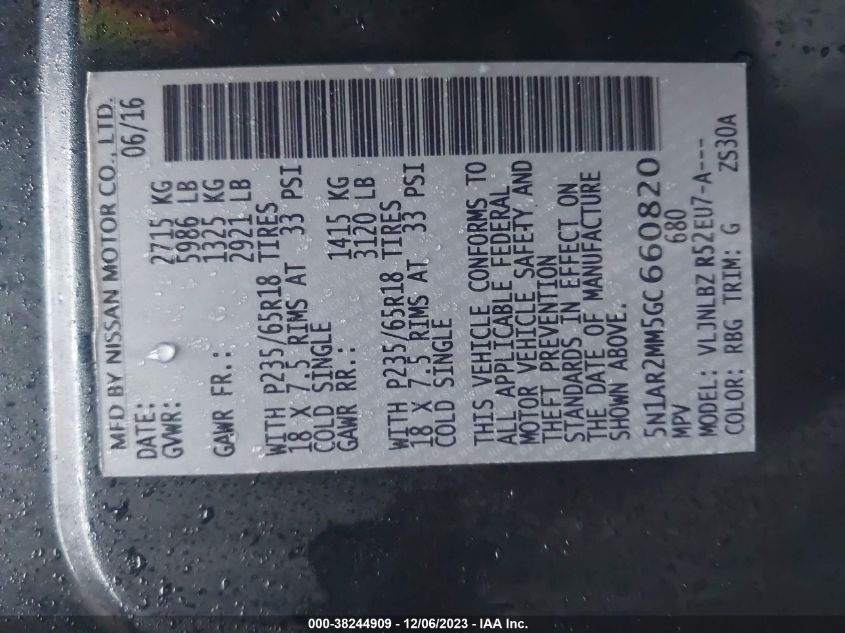 MFD BY NISSAN MOTOR CO., LTD.
DATE: 06/16
GVWR: 2715 KG
5986 LB
GAWR FR.: 1325 KG
2921 LB
WITH P235/65R18 TIRES
18 X 7.5 RIMS AT 33 PSI
COLD SINGLE
GAWR RR.: 1415 KG
3120 LB
WITH P235/65R18 TIRES
18 X 7.5 RIMS AT 33 PSI
COLD SINGLE
THIS VEHICLE CONFORMS TO
ALL APPLICABLE FEDERAL
MOTOR VEHICLE SAFETY AND
THEFT PREVENTION
STANDARDS IN EFFECT ON
THE DATE OF MANUFACTURE
SHOWN ABOVE.
5N1AR2MM5GC660820
MPV 680
MODEL: VLJNLBZ R52EU7-A---
COLOR: RBG TRIM: G ZS30A
000-38244909 - 12/06/2023 - IAA Inc.